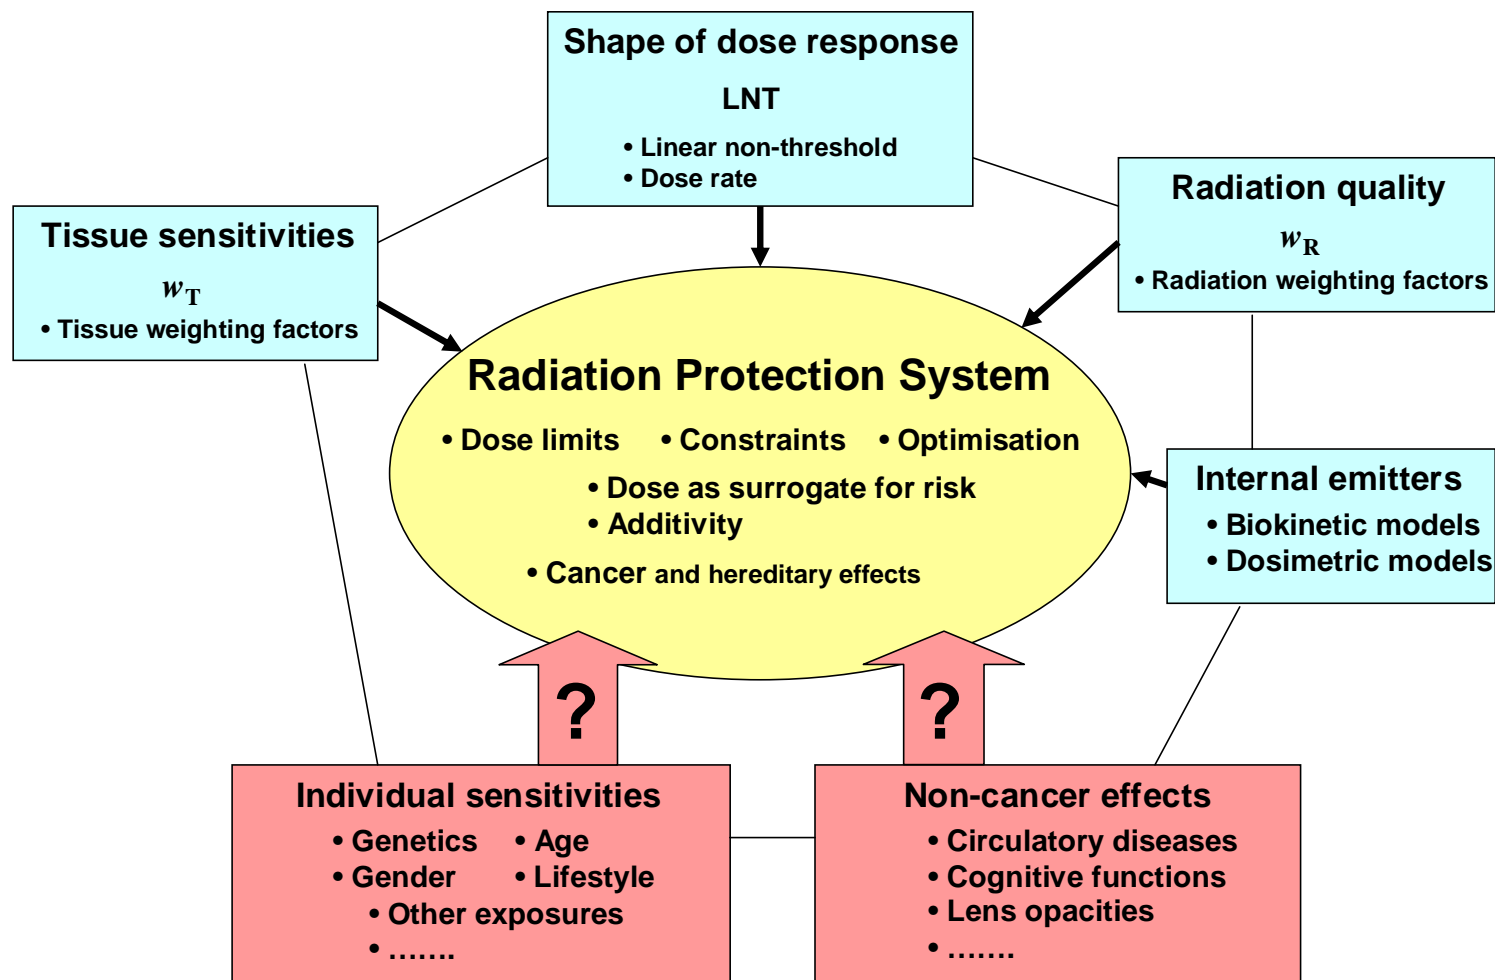 Shape of dose response
LNT
• Linear non-threshold
• Dose rate
Tissue sensitivities
wT
• Tissue weighting factors
Radiation quality
wR
• Radiation weighting factors
Radiation Protection System
• Dose limits • Constraints • Optimisation
• Dose as surrogate for risk
• Additivity
• Cancer and hereditary effects
Internal emitters
• Biokinetic models
• Dosimetric models
?
?
Individual sensitivities
• Genetics • Age
• Gender • Lifestyle
• Other exposures
• .......
Non-cancer effects
• Circulatory diseases
• Cognitive functions
• Lens opacities
• .......